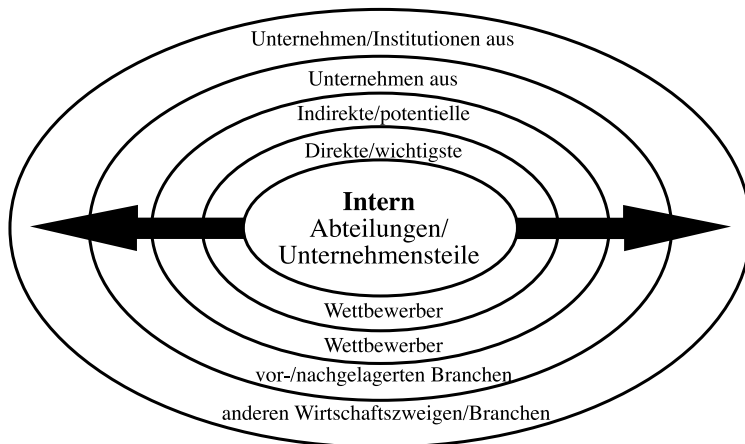 Unternehmen/Institutionen aus
Unternehmen aus
Indirekte/potentielle
Direkte/wichtigste
Intern
Abteilungen/
Unternehmensteile
Wettbewerber
Wettbewerber
vor-/nachgelagerten Branchen
anderen Wirtschaftszweigen/Branchen